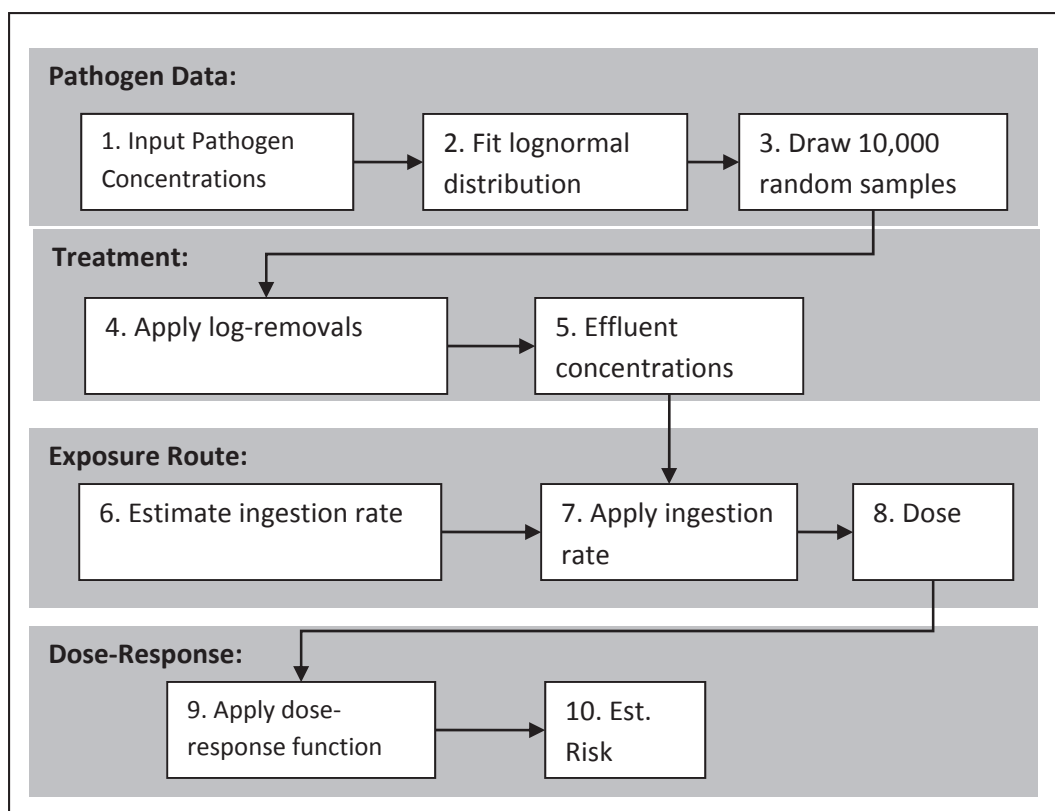 Pathogen Data:
1. Input Pathogen
Concentrations
2. Fit lognormal
distribution
3. Draw 10,000
random samples
Treatment:
4. Apply log-removals
5. Effluent
concentrations
Exposure Route:
6. Estimate ingestion rate
7. Apply ingestion
rate
8. Dose
Dose-Response:
9. Apply dose-
response function
10. Est.
Risk